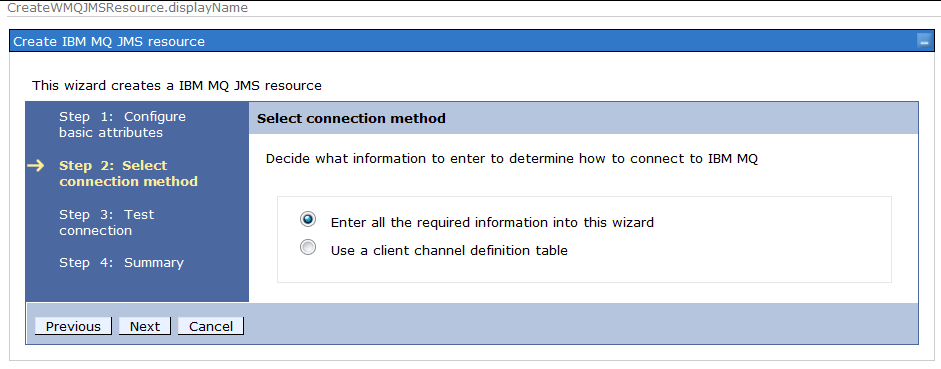 CreateWMQJMSResource.displayName
Create IBM MQ JMS resource
This wizard creates a IBM MQ JMS resource
Step 1: Configure
basic attributes
Step 2: Select
connection method
Step 3: Test
connection
Step 4: Summary
Select connection method
Decide what information to enter to determine how to connect to IBM MQ
Enter all the required information into this wizard
Use a client channel definition table
Previous Next Cancel